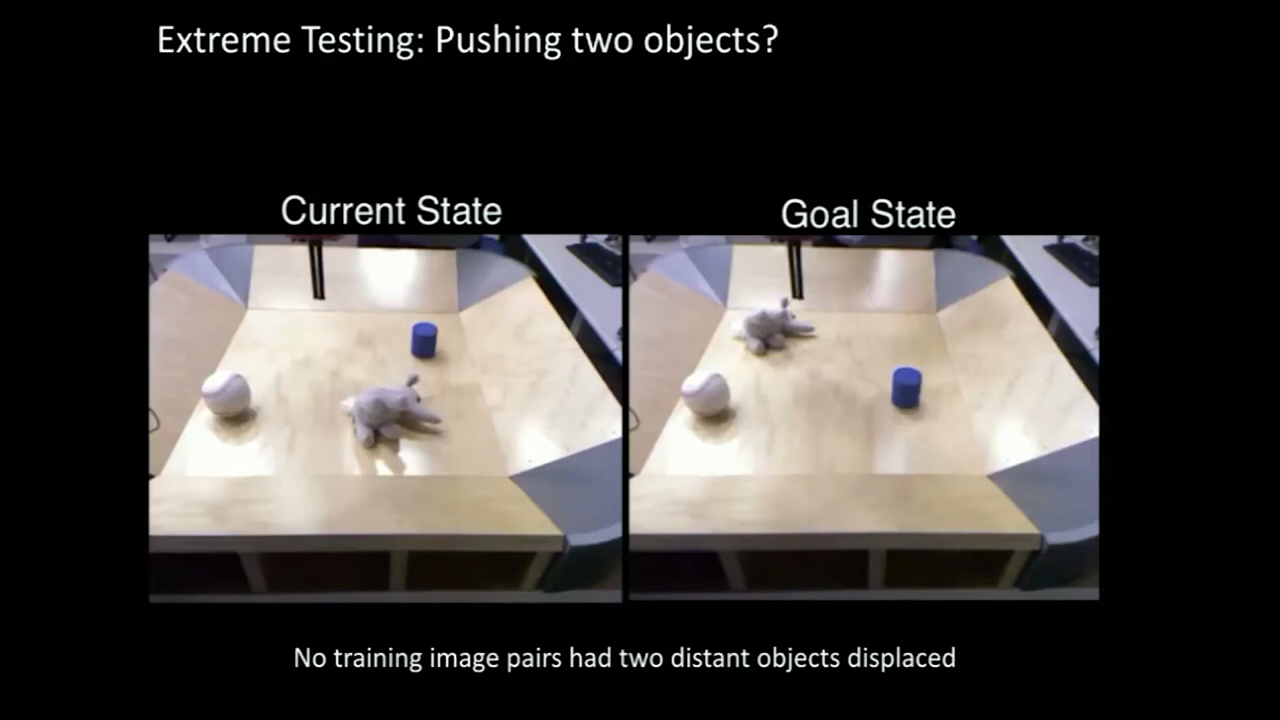 Extreme Testing: Pushing two objects?
Current State
Goal State
No training image pairs had two distant objects displaced